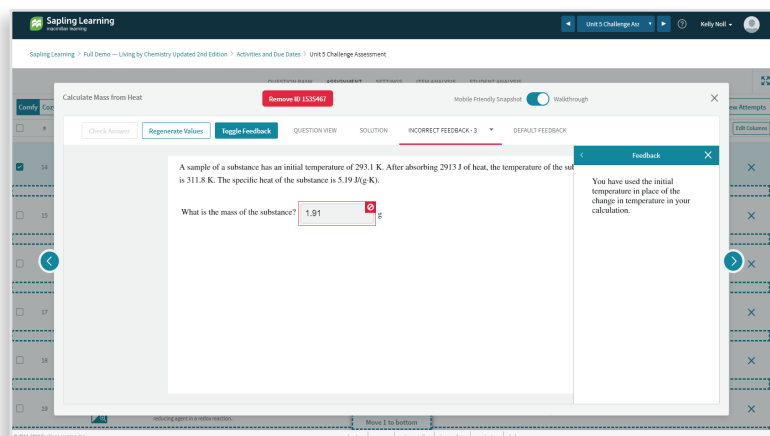 Sapling Learning
macmillan learning
Unit 5 Challenge Ass
Kelly Noll
Sapling Learning > Full Demo — Living by Chemistry Updated 2nd Edition > Activities and Due Dates > Unit 5 Challenge Assessment
QUESTION BANK ASSIGNMENT SETTINGS ITEM ANALYSIS STUDENT ANALYSIS
Calculate Mass from Heat
Remove ID 1535467
Mobile Friendly Snapshot
Walkthrough
Comfy
ew Attempts
Check Answer
Regenerate Values
Toggle Feedback
QUESTION VIEW
SOLUTION
INCORRECT FEEDBACK - 3
DEFAULT FEEDBACK
Edit Columns
#
14
15
17
18
19
A sample of a substance has an initial temperature of 293.1 K. After absorbing 2913 J of heat, the temperature of the sub
is 311.8 K. The specific heat of the substance is 5.19 J/(g·K).
What is the mass of the substance?
1.91
g
Feedback
You have used the initial
temperature in place of the
change in temperature in your
calculation.
reducing agent in a redox reaction.
Move 1 to bottom